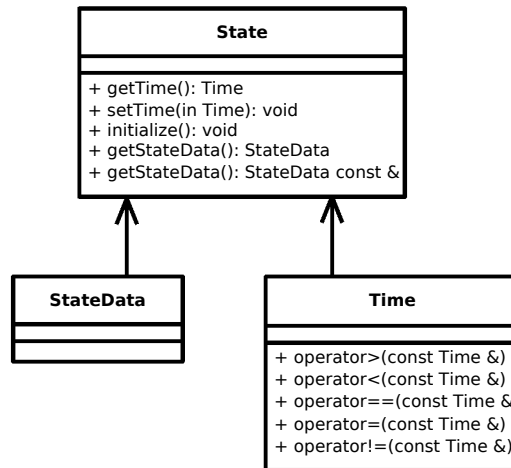 State
+ getTime(): Time
+ setTime(in Time): void
+ initialize(): void
+ getStateData(): StateData
+ getStateData(): StateData const &
StateData
Time
+ operator>(const Time &)
+ operator<(const Time &)
+ operator==(const Time &
+ operator=(const Time &)
+ operator!=(const Time &)